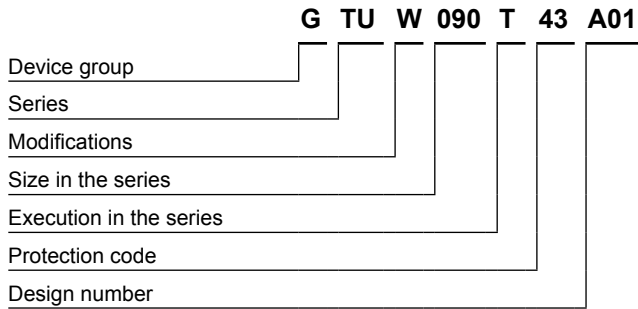 G TU W 090 T 43 A01
Device group
Series
Modifications
Size in the series
Execution in the series
Protection code
Design number